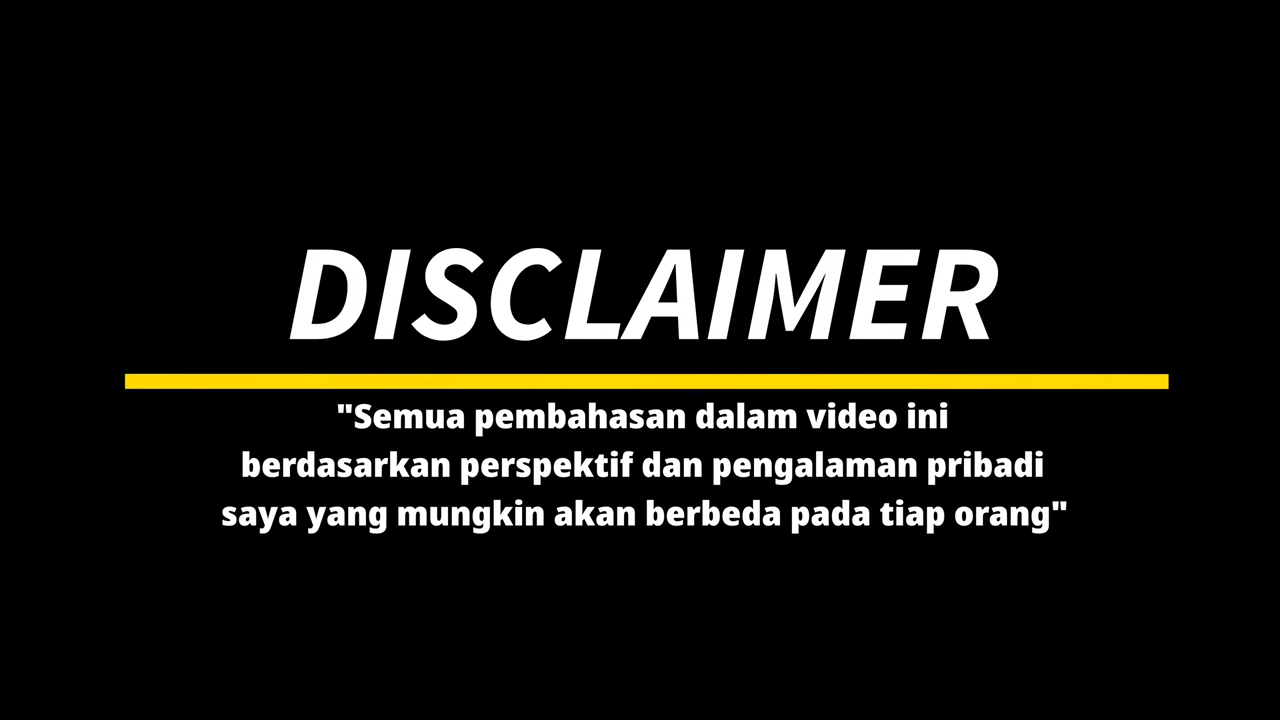 DISCLAIMER
"Semua pembahasan dalam video ini
berdasarkan perspektif dan pengalaman pribadi
saya yang mungkin akan berbeda pada tiap orang"